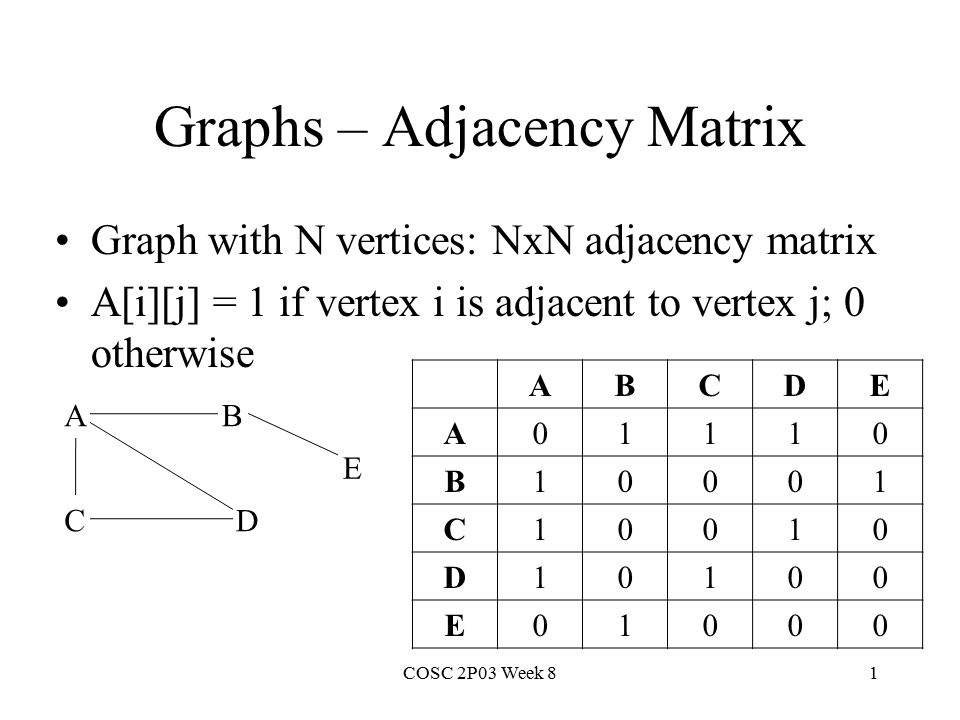 Graphs – Adjacency Matrix
• Graph with N vertices: NxN adjacency matrix
• A[i][j] = 1 if vertex i is adjacent to vertex j; 0
otherwise
A B
E
C D
A B C D E
A 0 1 1 1 0
B 1 0 0 0 1
C 1 0 0 1 0
D 1 0 1 0 0
E 0 1 0 0 0
COSC 2P03 Week 8 1